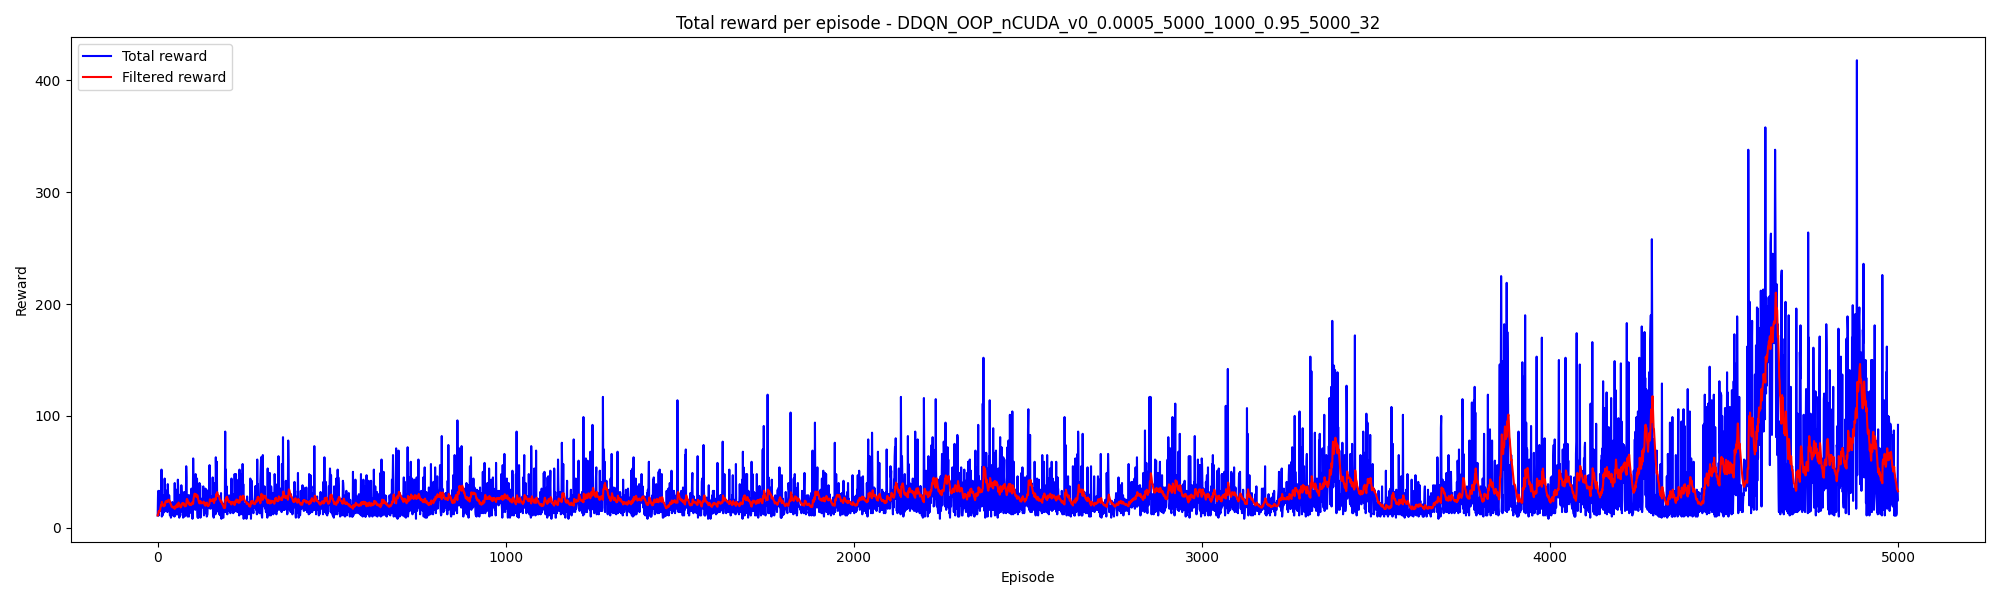 Total reward per episode - DDQN_OOP_nCUDA_v0_0.0005_5000_1000_0.95_5000_32
Total reward
Filtered reward
400
300
200
100
0
Reward
0 1000 2000 3000 4000 5000
Episode